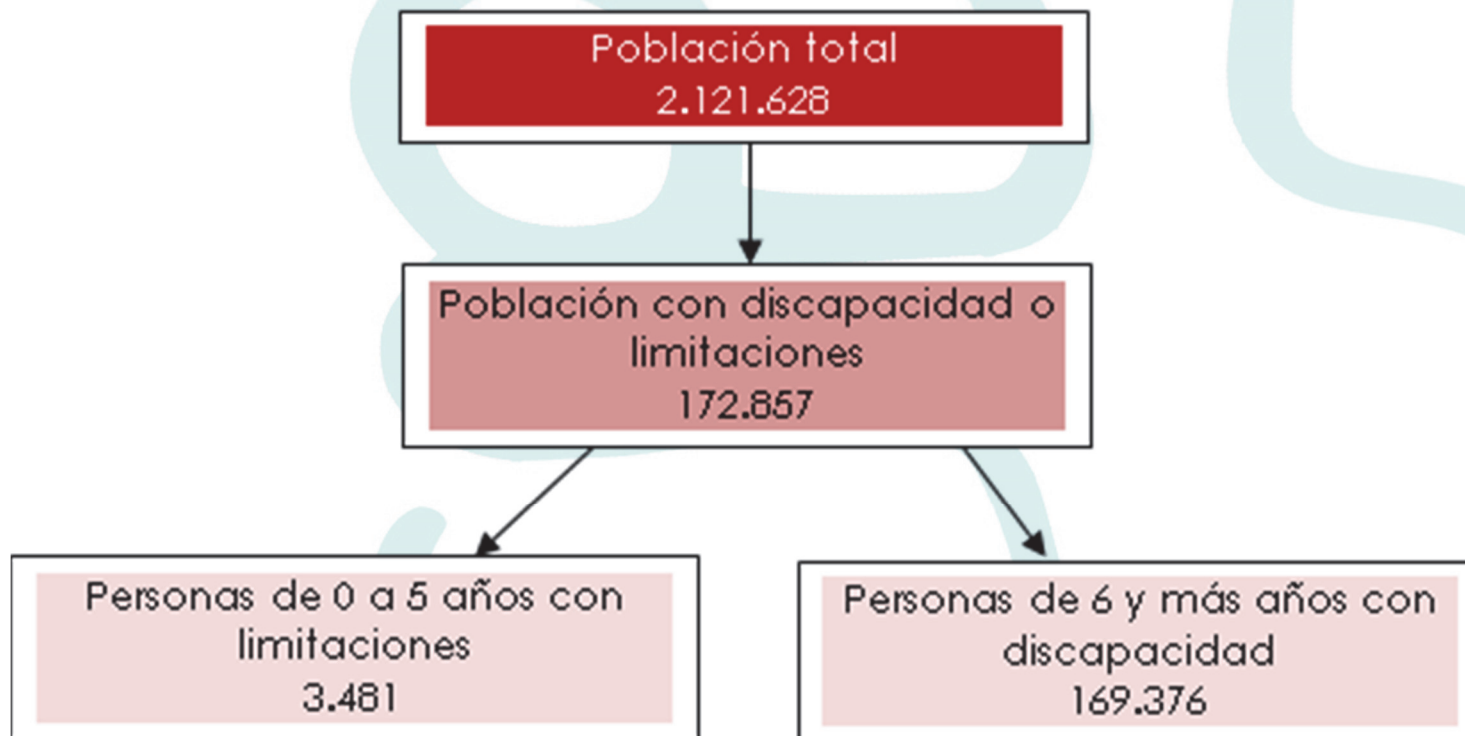 Población total
2.121.628
Población con discapacidad o
limitaciones
172.857
Personas de 0 a 5 años con
limitaciones
3.481
Personas de 6 y más años con
discapacidad
169.376